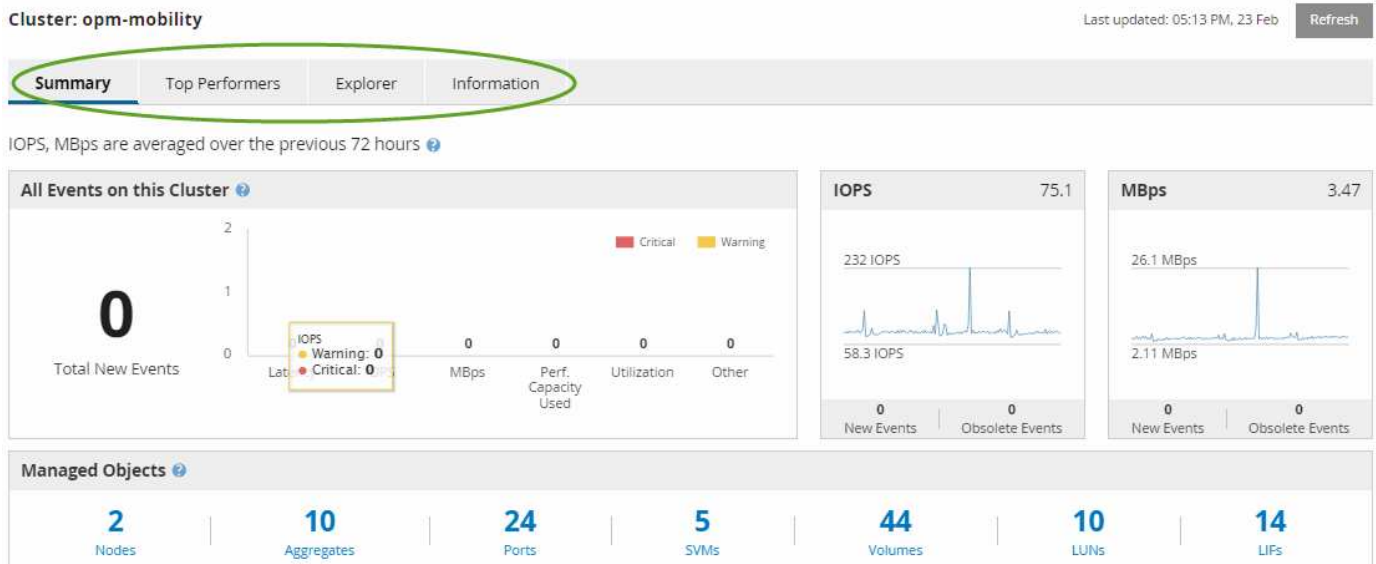 Cluster: opm-mobility
Last updated: 05:13 PM, 23 Feb
Refresh
Summary
Top Performers
Explorer
Information
IOPS, MBps are averaged over the previous 72 hours
All Events on this Cluster
0
Total New Events
2
1
0
Critical
Warning
IOPS
Warning: 0
Critical: 0
0
0
0
0
MBps
Perf.
Capacity
Used
Utilization
Other
IOPS
75.1
232 IOPS
58.3 IOPS
0
New Events
0
Obsolete Events
MBps
3.47
26.1 MBps
2.11 MBps
0
New Events
0
Obsolete Events
Managed Objects
2
Nodes
10
Aggregates
24
Ports
5
SVMs
44
Volumes
10
LUNs
14
LIFs